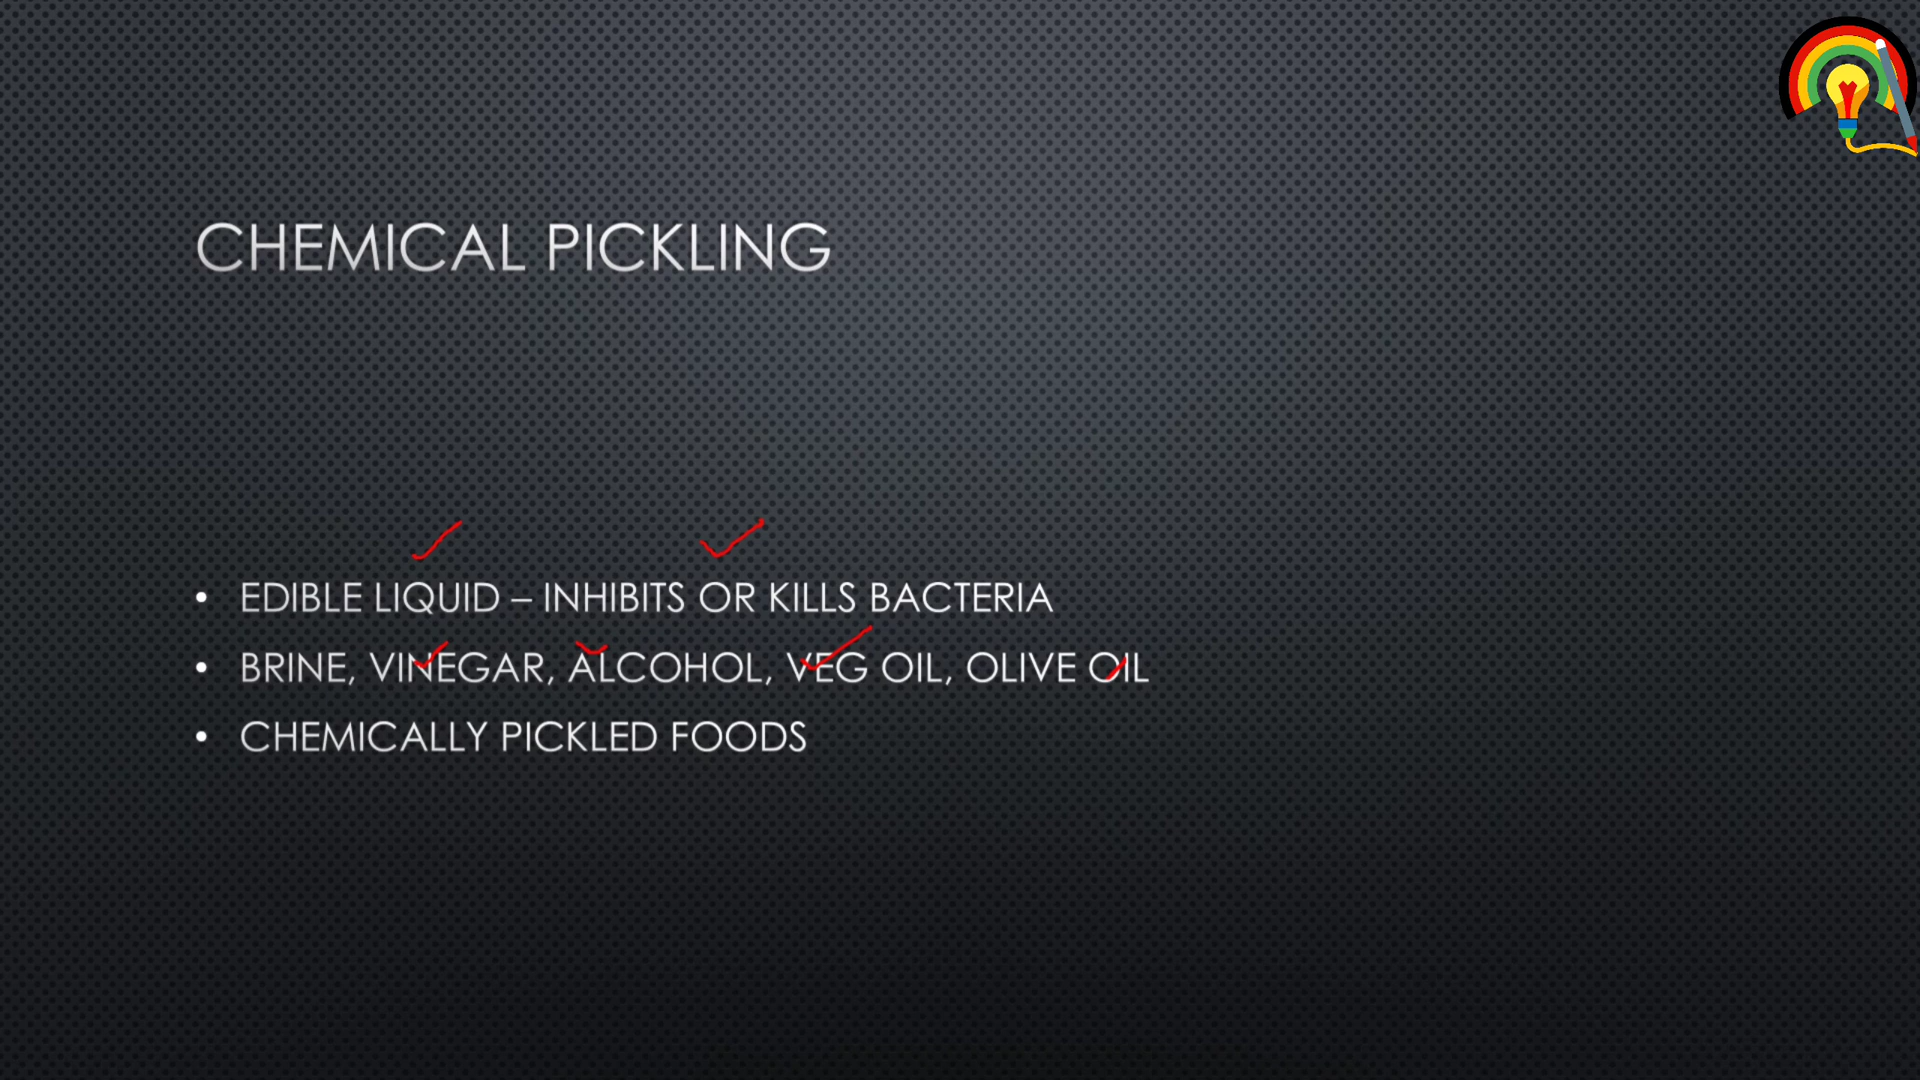 CHEMICAL PICKLING
• EDIBLE LIQUID – INHIBITS OR KILLS BACTERIA
• BRINE, VINEGAR, ALCOHOL, VEG OIL, OLIVE OIL
• CHEMICALLY PICKLED FOODS